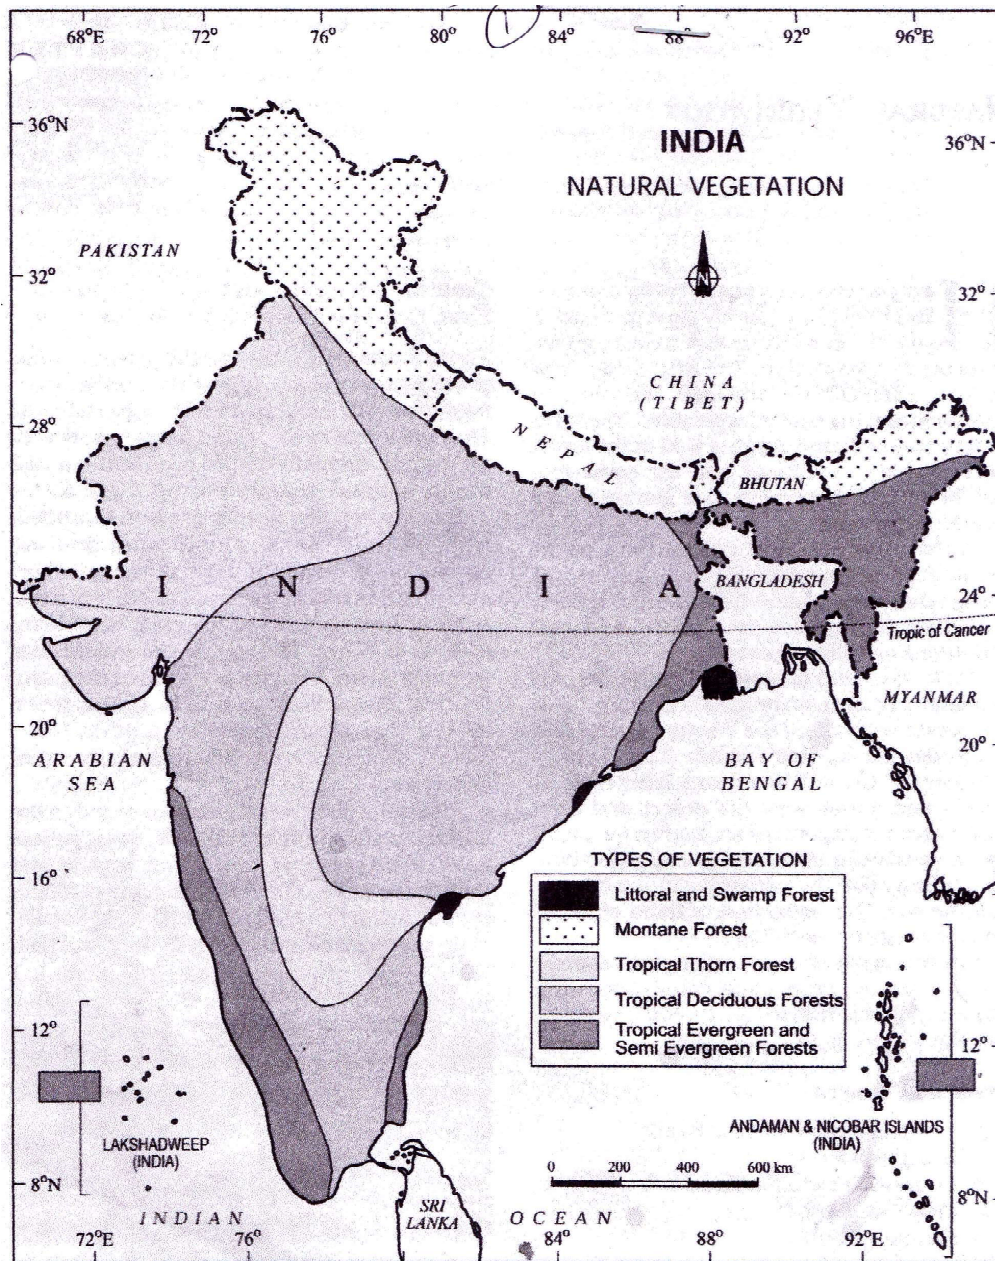 1
68°E 72° 76° 80° 84° 88° 92° 96°E
36°N
INDIA
36°N
NATURAL VEGETATION
PAKISTAN
N
32°N
32°
CHINA
(TIBET)
28°
NEPAL
BHUTAN
I N D I A
BANGLADESH
24°
Tropic of Cancer
MYANMAR
20°
20°
ARABIAN
SEA
BAY OF
BENGAL
TYPES OF VEGETATION
16°
Littoral and Swamp Forest
Montane Forest
Tropical Thorn Forest
Tropical Deciduous Forests
Tropical Evergreen and
Semi Evergreen Forests
12°
12°
LAKSHADWEEP
(INDIA)
ANDAMAN & NICOBAR ISLANDS
(INDIA)
0 200 400 600 km
8°N
8°N
SRI
LANKA
INDIAN OCEAN
72°E 76° 84° 88° 92°E